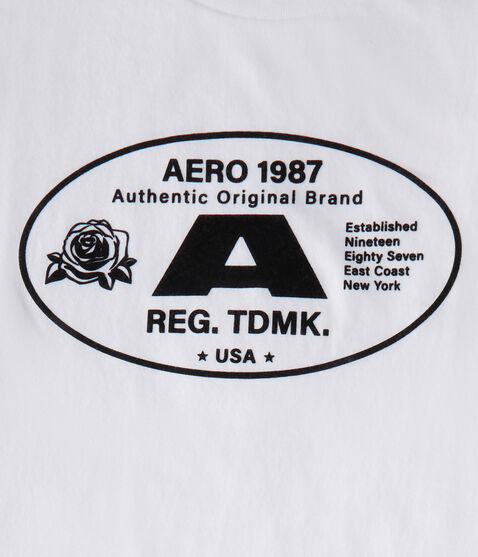 AERO 1987
Authentic Original Brand
A
Established
Nineteen
Eighty Seven
East Coast
New York
REG. TDMK.
★ USA ★